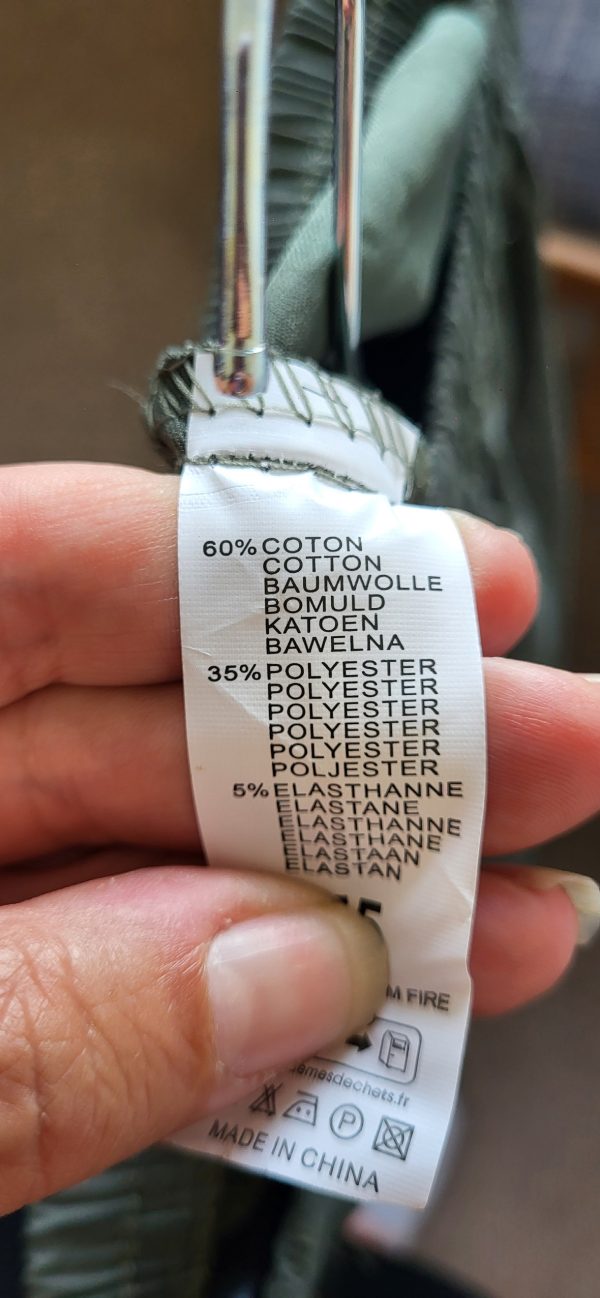 60% COTON
COTTON
BAUMWOLLE
BOMULD
KATOEN
BAWELNA
35% POLYESTER
POLYESTER
POLYESTER
POLYESTER
POLYESTER
POLJESTER
5% ELASTHANNE
ELASTANE
ELASTHANNE
ELASTHANE
ELASTAAN
ELASTAN
FIRE
P
MADE IN CHINA